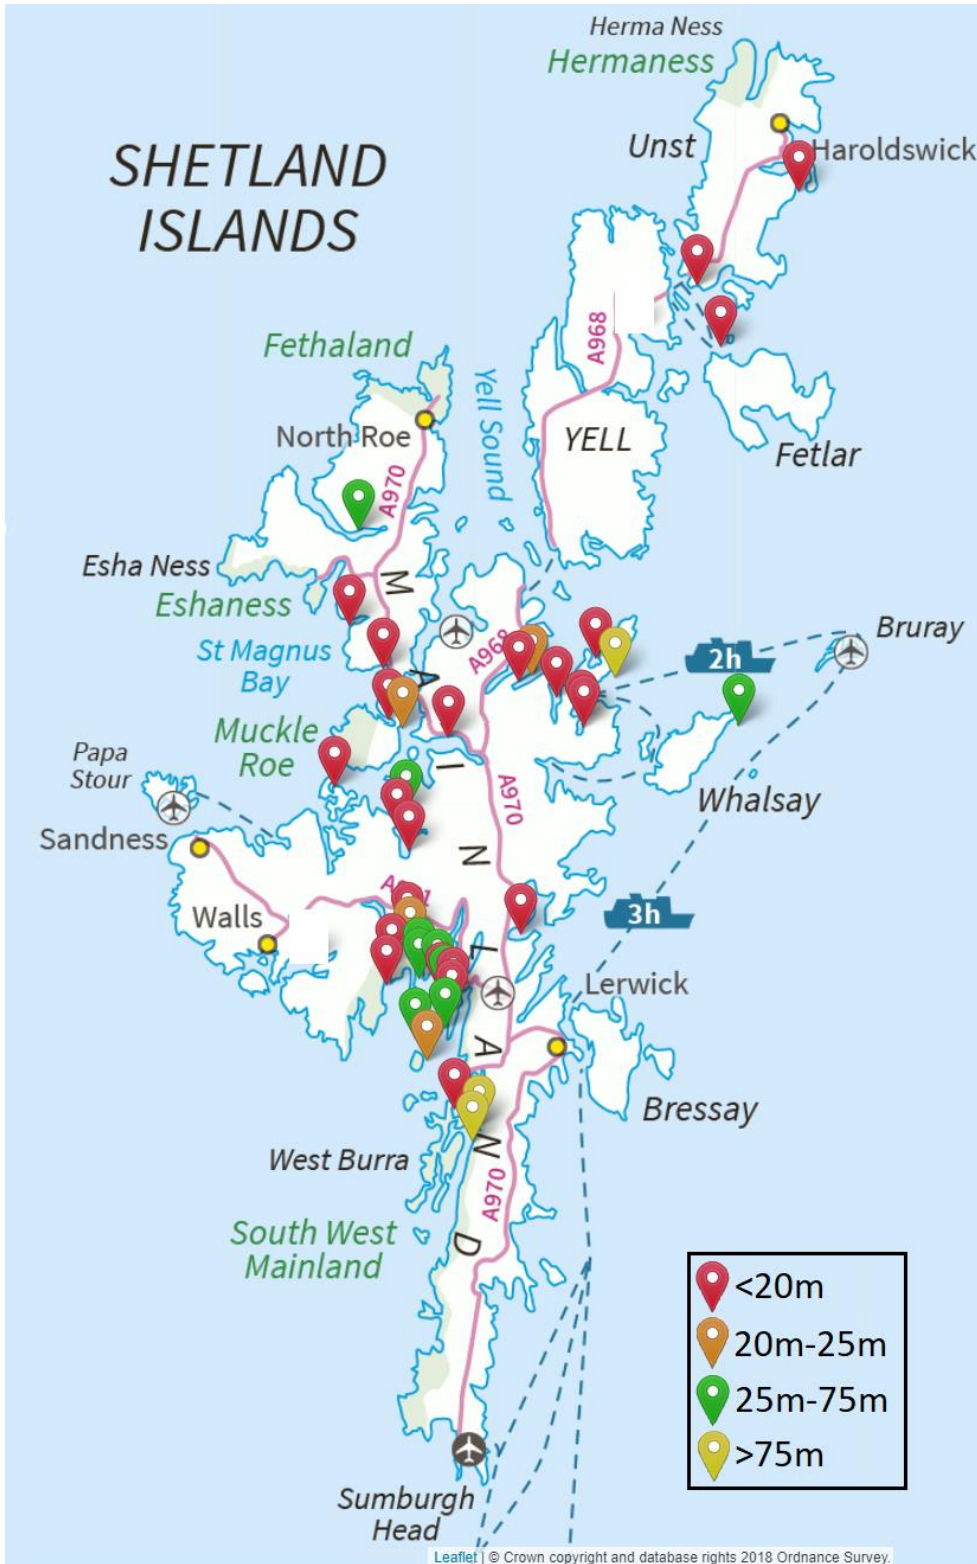 Herma Ness
Hermaness
SHETLAND
ISLANDS
Unst
Haroldswick
Fethaland
A968
Yell Sound
North Roe
YELL
Fetlar
A970
Esha Ness
Eshaness
M
A968
St Magnus
Bay
A
2h
Bruray
Muckle
Roe
I
Papa
Stour
A970
Whalsay
Sandness
N
Walls
3h
L
Lerwick
A
Bressay
N
West Burra
A970
South West
Mainland
D
<20m
20m-25m
25m-75m
>75m
Sumburgh
Head
Leaflet | © Crown copyright and database rights 2018 Ordnance Survey.